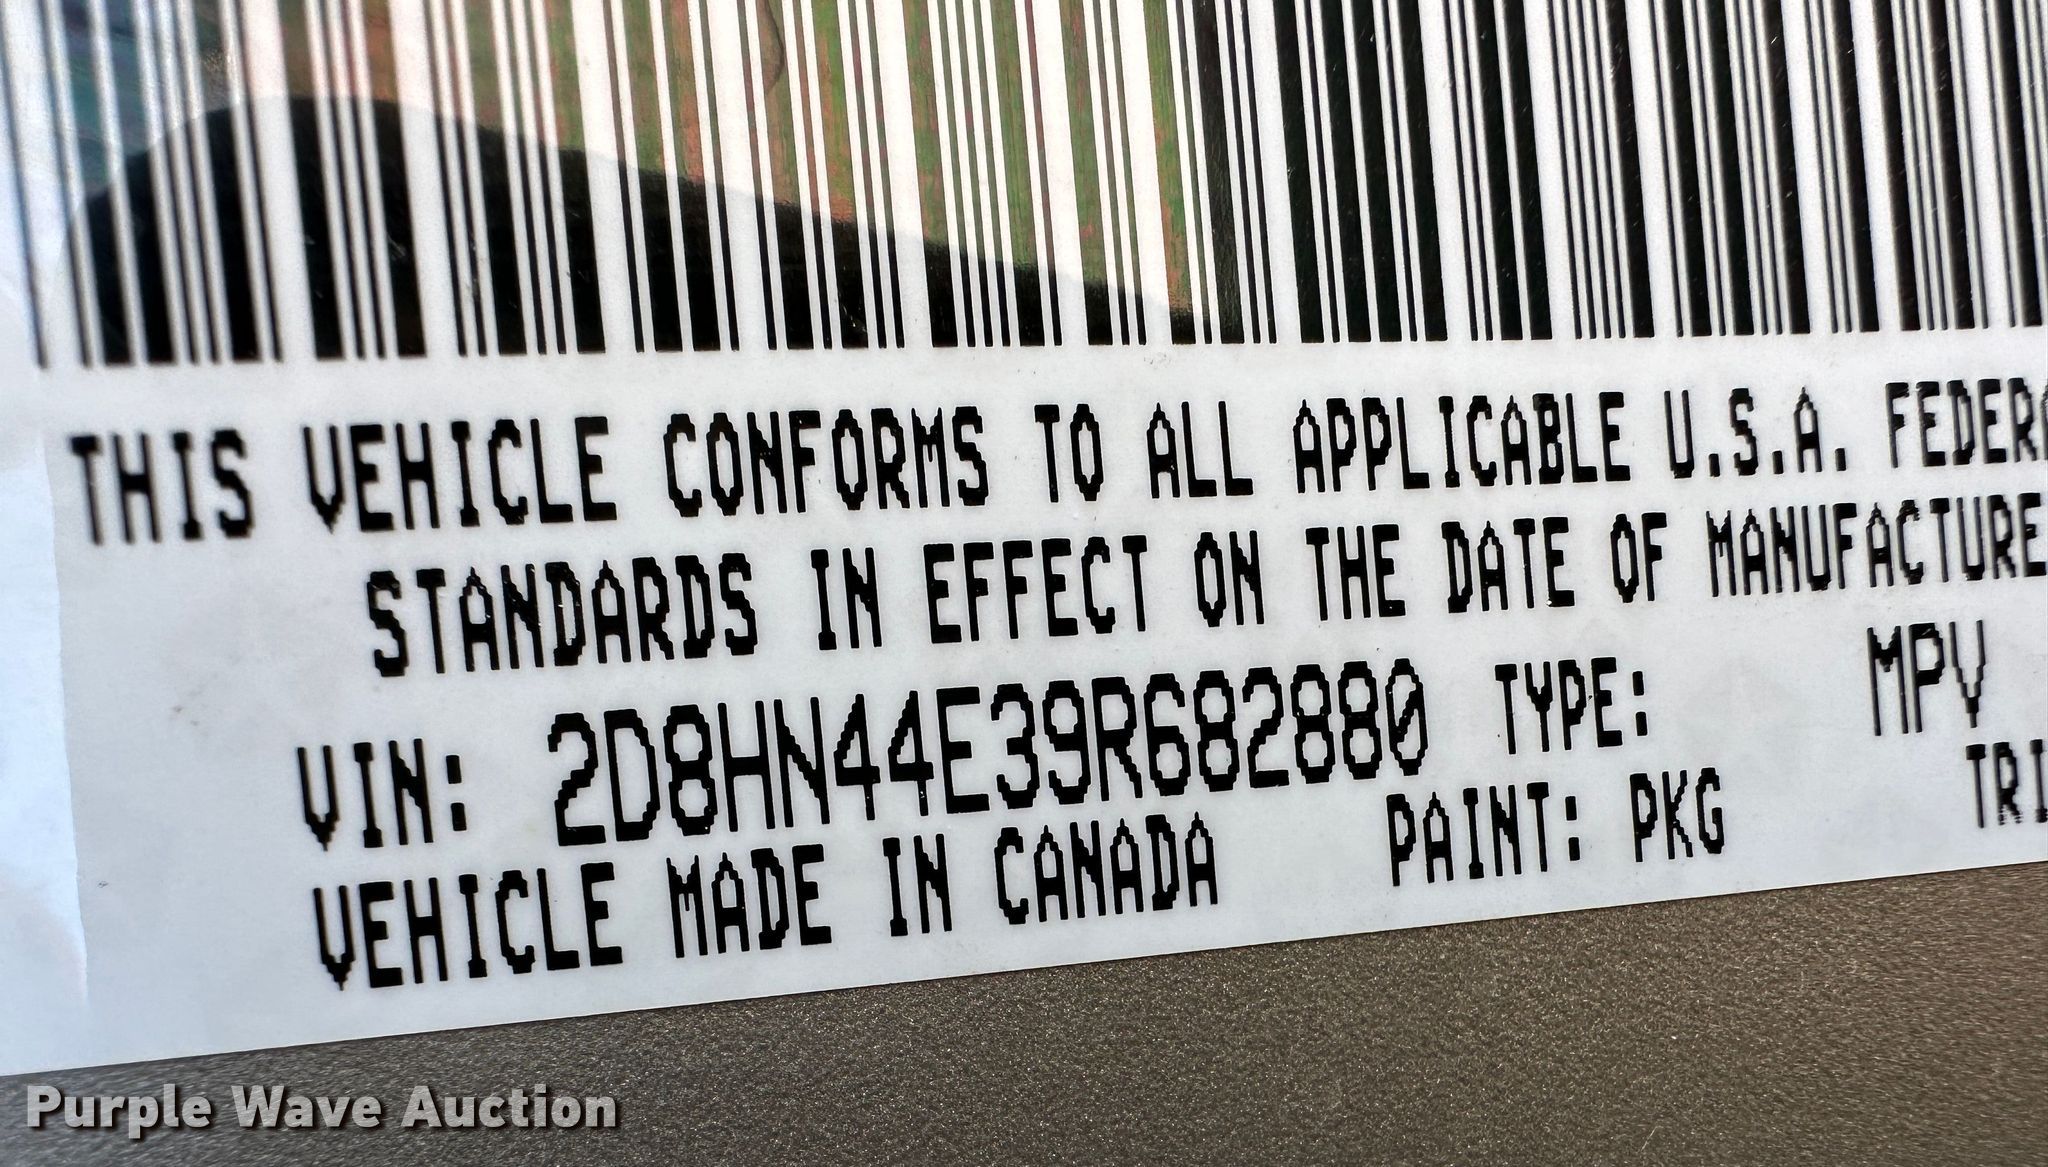 THIS VEHICLE CONFORMS TO ALL APPLICABLE U.S.A.
STANDARDS IN EFFECT ON THE DATE OF MANUFACTURE
VIN: 2D8HN44E39R682880 TYPE: MPV
VEHICLE MADE IN CANADA PAINT: PKG
Purple Wave Auction